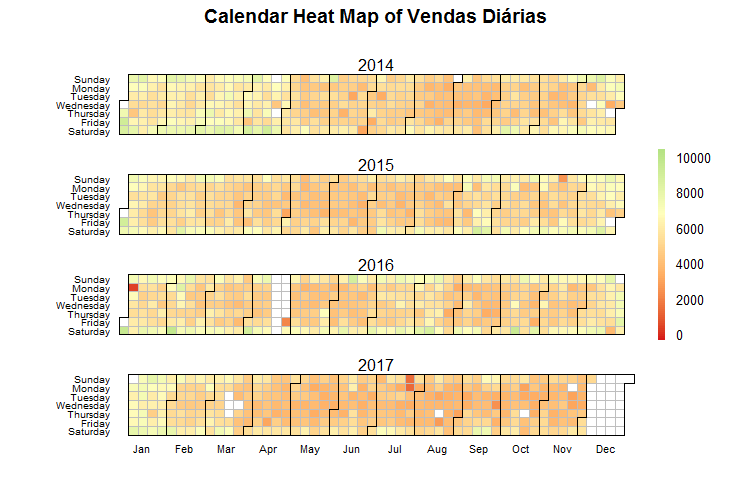 Calendar Heat Map of Vendas Diárias
2014
Sunday
Monday
Tuesday
Wednesday
Thursday
Friday
Saturday
2015
Sunday
Monday
Tuesday
Wednesday
Thursday
Friday
Saturday
2016
Sunday
Monday
Tuesday
Wednesday
Thursday
Friday
Saturday
2017
Sunday
Monday
Tuesday
Wednesday
Thursday
Friday
Saturday
Jan Feb Mar Apr May Jun Jul Aug Sep Oct Nov Dec
10000
8000
6000
4000
2000
0